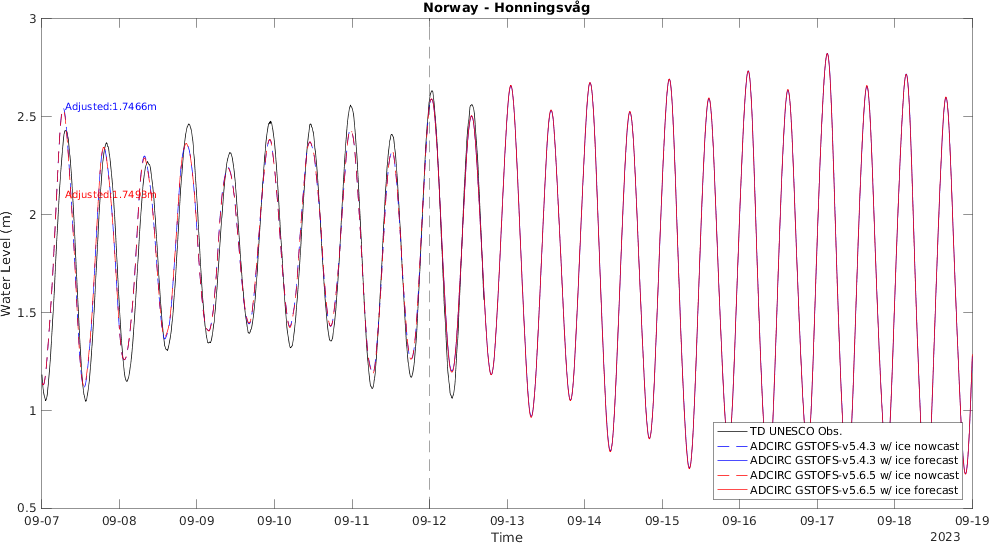 Norway - Honningsvåg
Water Level (m)
3
2.5
2
1.5
1
0.5
Adjusted:1.7466m
Adjusted:1.7493m
TD UNESCO Obs.
ADCIRC GSTOFS-v5.4.3 w/ ice nowcast
ADCIRC GSTOFS-v5.4.3 w/ ice forecast
ADCIRC GSTOFS-v5.6.5 w/ ice nowcast
ADCIRC GSTOFS-v5.6.5 w/ ice forecast
09-07 09-08 09-09 09-10 09-11 09-12 09-13 09-14 09-15 09-16 09-17 09-18 09-19
Time
2023